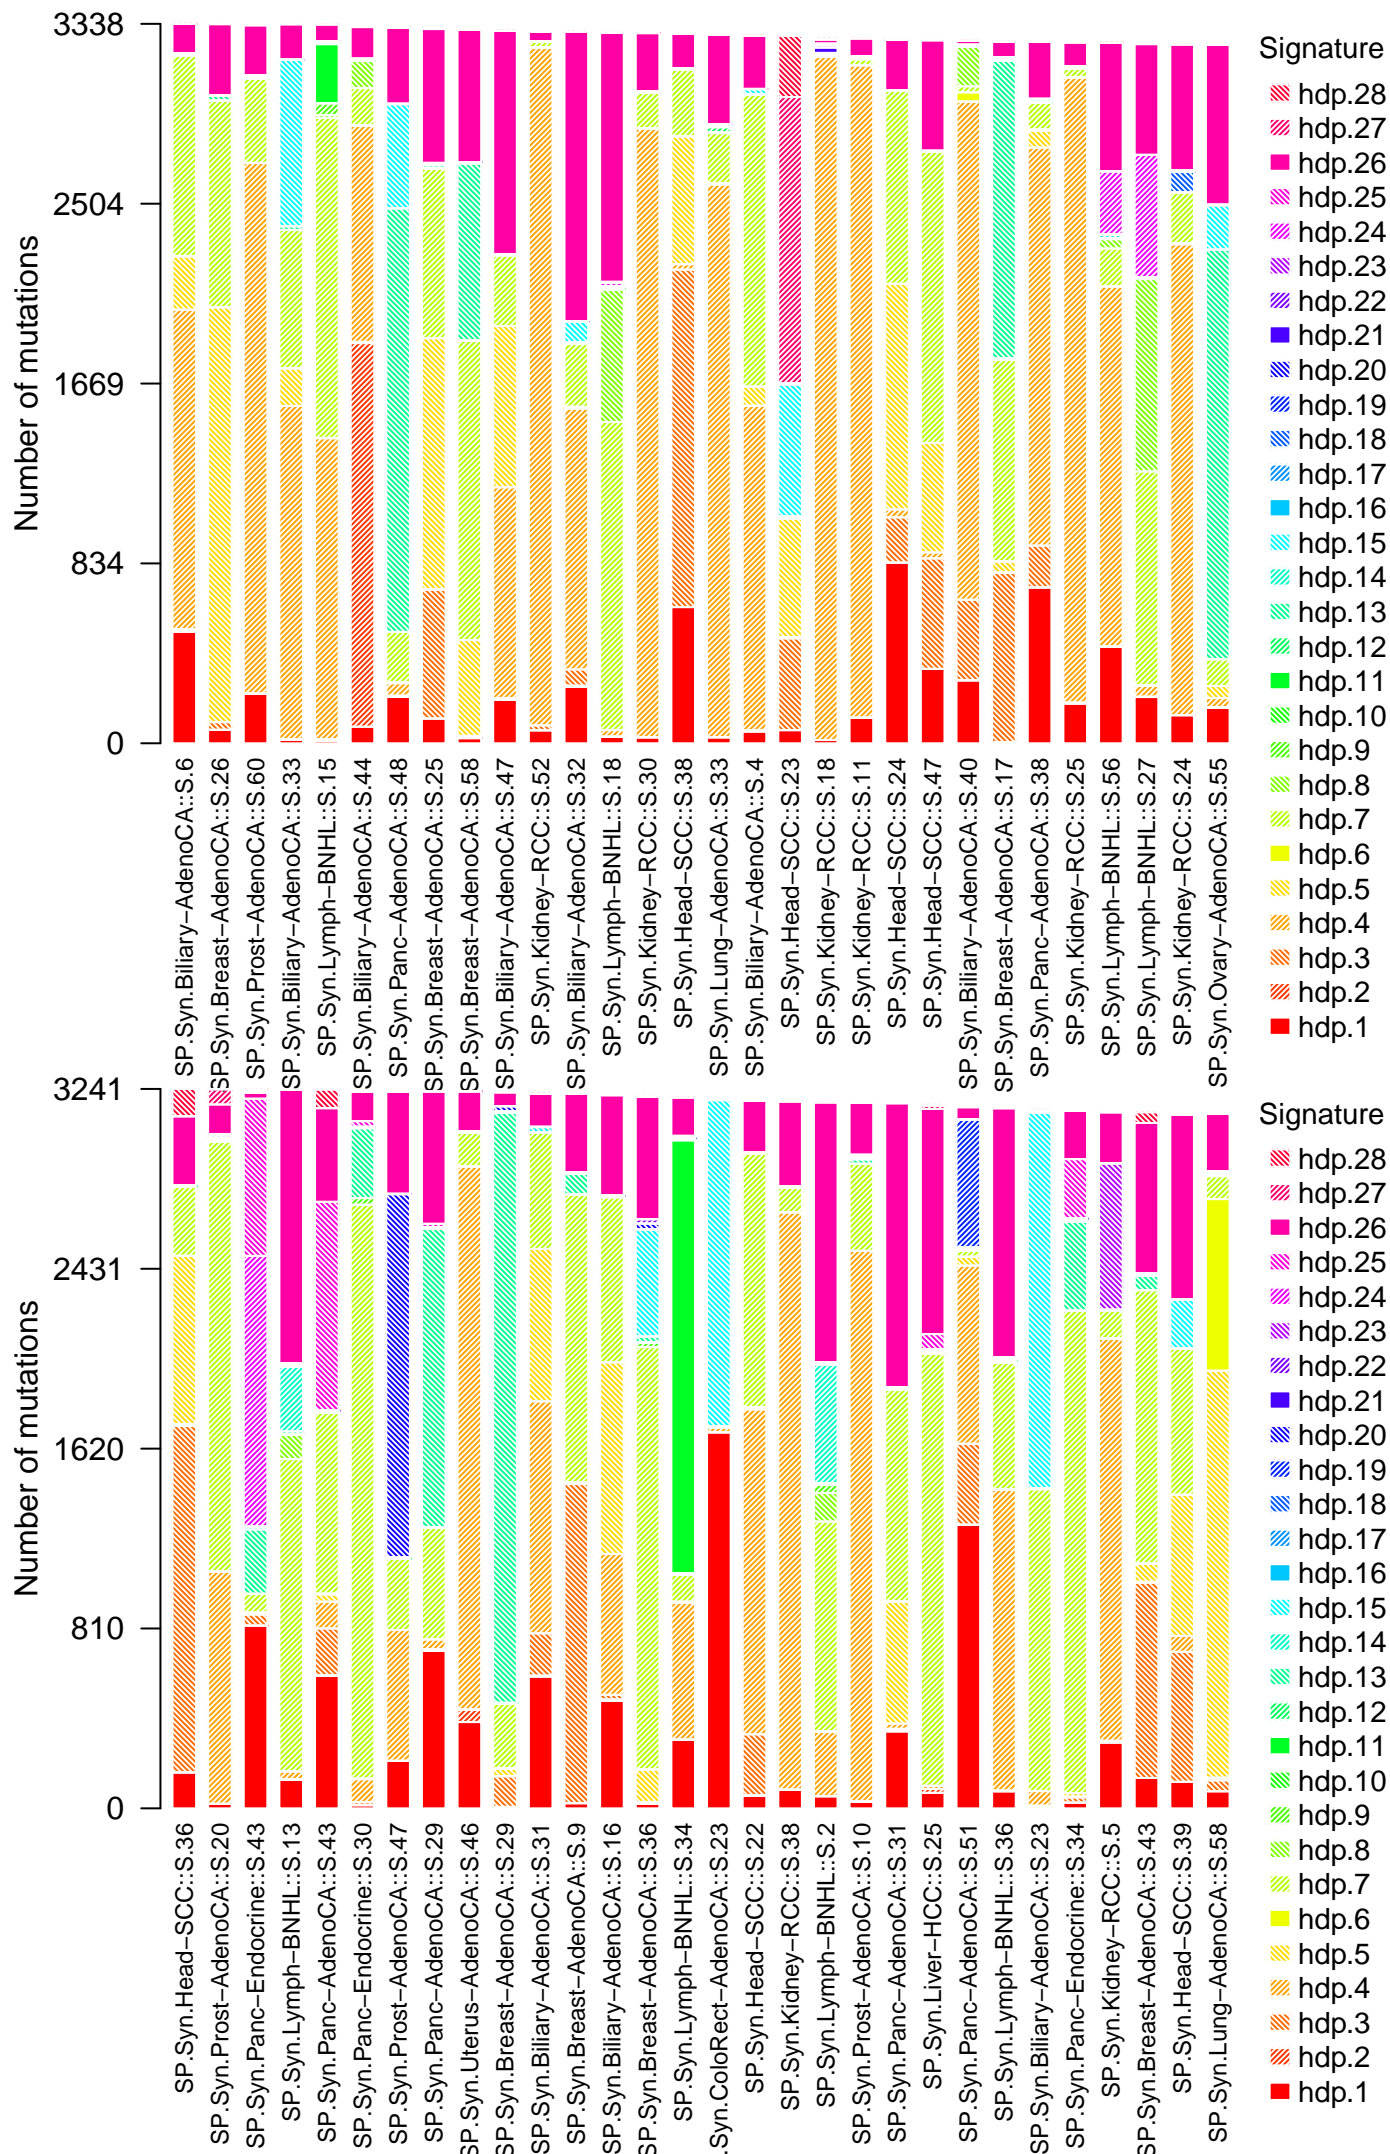 Number of mutations
3338
2504
1669
834
0
SP.Syn.Biliary−AdenoCA::S.6
SP.Syn.Breast−AdenoCA::S.26
SP.Syn.Prost−AdenoCA::S.60
SP.Syn.Biliary−AdenoCA::S.33
SP.Syn.Lymph−BNHL::S.15
SP.Syn.Biliary−AdenoCA::S.44
SP.Syn.Panc−AdenoCA::S.48
SP.Syn.Breast−AdenoCA::S.25
SP.Syn.Breast−AdenoCA::S.58
SP.Syn.Biliary−AdenoCA::S.47
SP.Syn.Kidney−RCC::S.52
SP.Syn.Biliary−AdenoCA::S.32
SP.Syn.Lymph−BNHL::S.18
SP.Syn.Kidney−RCC::S.30
SP.Syn.Head−SCC::S.38
SP.Syn.Lung−AdenoCA::S.33
SP.Syn.Biliary−AdenoCA::S.4
SP.Syn.Head−SCC::S.23
SP.Syn.Kidney−RCC::S.18
SP.Syn.Kidney−RCC::S.11
SP.Syn.Head−SCC::S.24
SP.Syn.Head−SCC::S.47
SP.Syn.Biliary−AdenoCA::S.40
SP.Syn.Breast−AdenoCA::S.17
SP.Syn.Panc−AdenoCA::S.38
SP.Syn.Kidney−RCC::S.25
SP.Syn.Lymph−BNHL::S.56
SP.Syn.Lymph−BNHL::S.27
SP.Syn.Kidney−RCC::S.24
SP.Syn.Ovary−AdenoCA::S.55
Signature
hdp.28
hdp.27
hdp.26
hdp.25
hdp.24
hdp.23
hdp.22
hdp.21
hdp.20
hdp.19
hdp.18
hdp.17
hdp.16
hdp.15
hdp.14
hdp.13
hdp.12
hdp.11
hdp.10
hdp.9
hdp.8
hdp.7
hdp.6
hdp.5
hdp.4
hdp.3
hdp.2
hdp.1
Number of mutations
3241
2431
1620
810
0
SP.Syn.Head−SCC::S.36
SP.Syn.Prost−AdenoCA::S.20
SP.Syn.Panc−Endocrine::S.43
SP.Syn.Lymph−BNHL::S.13
SP.Syn.Panc−AdenoCA::S.43
SP.Syn.Panc−Endocrine::S.30
SP.Syn.Prost−AdenoCA::S.47
SP.Syn.Panc−AdenoCA::S.29
SP.Syn.Uterus−AdenoCA::S.46
SP.Syn.Breast−AdenoCA::S.29
SP.Syn.Biliary−AdenoCA::S.31
SP.Syn.Breast−AdenoCA::S.9
SP.Syn.Biliary−AdenoCA::S.16
SP.Syn.Breast−AdenoCA::S.36
SP.Syn.Lymph−BNHL::S.34
.Syn.ColoRect−AdenoCA::S.23
SP.Syn.Head−SCC::S.22
SP.Syn.Kidney−RCC::S.38
SP.Syn.Lymph−BNHL::S.2
SP.Syn.Prost−AdenoCA::S.10
SP.Syn.Panc−AdenoCA::S.31
SP.Syn.Liver−HCC::S.25
SP.Syn.Panc−AdenoCA::S.51
SP.Syn.Lymph−BNHL::S.36
SP.Syn.Biliary−AdenoCA::S.23
SP.Syn.Panc−Endocrine::S.34
SP.Syn.Kidney−RCC::S.5
SP.Syn.Breast−AdenoCA::S.43
SP.Syn.Head−SCC::S.39
SP.Syn.Lung−AdenoCA::S.58
Signature
hdp.28
hdp.27
hdp.26
hdp.25
hdp.24
hdp.23
hdp.22
hdp.21
hdp.20
hdp.19
hdp.18
hdp.17
hdp.16
hdp.15
hdp.14
hdp.13
hdp.12
hdp.11
hdp.10
hdp.9
hdp.8
hdp.7
hdp.6
hdp.5
hdp.4
hdp.3
hdp.2
hdp.1